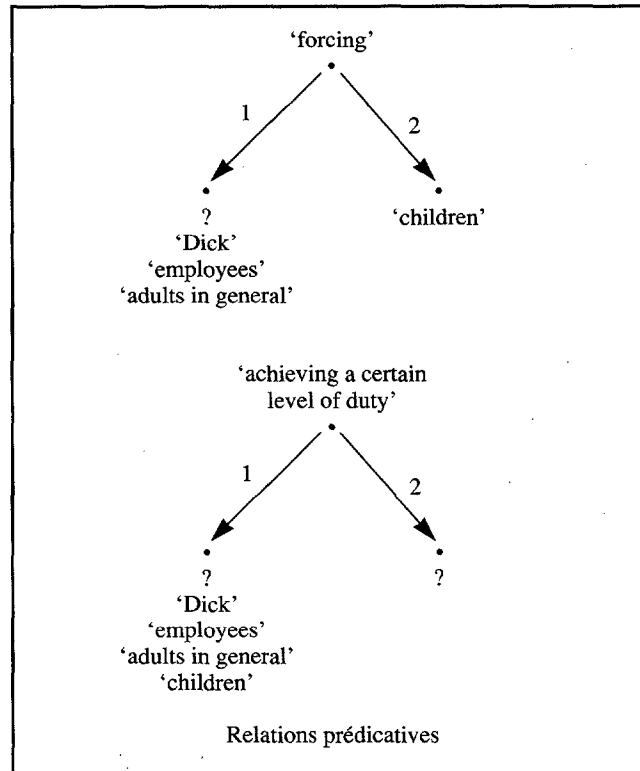 ‘forcing’
1
2
?
‘Dick’
‘employees’
‘adults in general’
‘children’
‘achieving a certain
level of duty’
1
2
?
‘Dick’
‘employees’
‘adults in general’
‘children’
?
Relations prédicatives